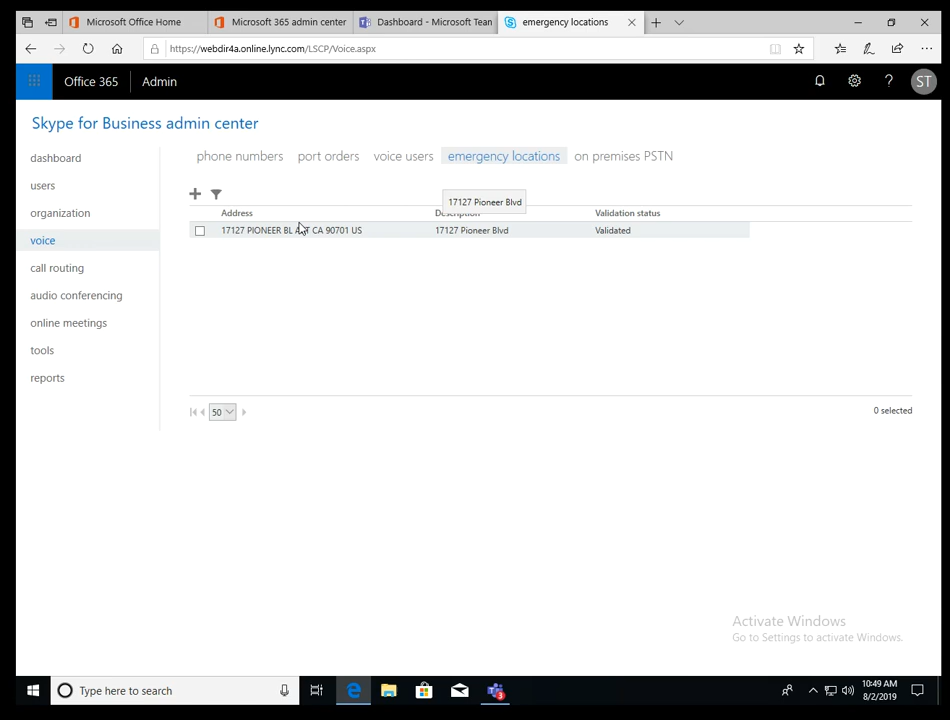 Microsoft Office Home
Microsoft 365 admin center
Dashboard - Microsoft Team
emergency locations
https://webdir4a.online.lync.com/LSCP/Voice.aspx
Office 365
Admin
ST
Skype for Business admin center
dashboard
users
organization
voice
call routing
audio conferencing
online meetings
tools
reports
phone numbers
port orders
voice users
emergency locations
on premises PSTN
17127 Pioneer Blvd
Address
Description
Validation status
17127 PIONEER BL CA 90701 US
17127 Pioneer Blvd
Validated
50
0 selected
Activate Windows
Go to Settings to activate Windows.
Type here to search
3
10:49 AM
8/2/2019